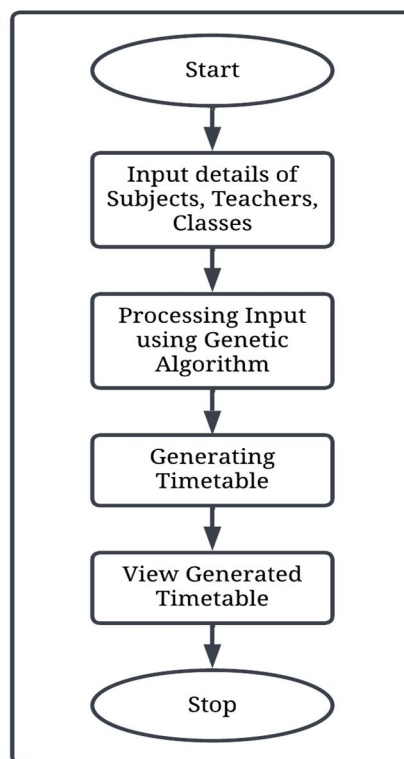 Start
Input details of
Subjects, Teachers,
Classes
Processing Input
using Genetic
Algorithm
Generating
Timetable
View Generated
Timetable
Stop